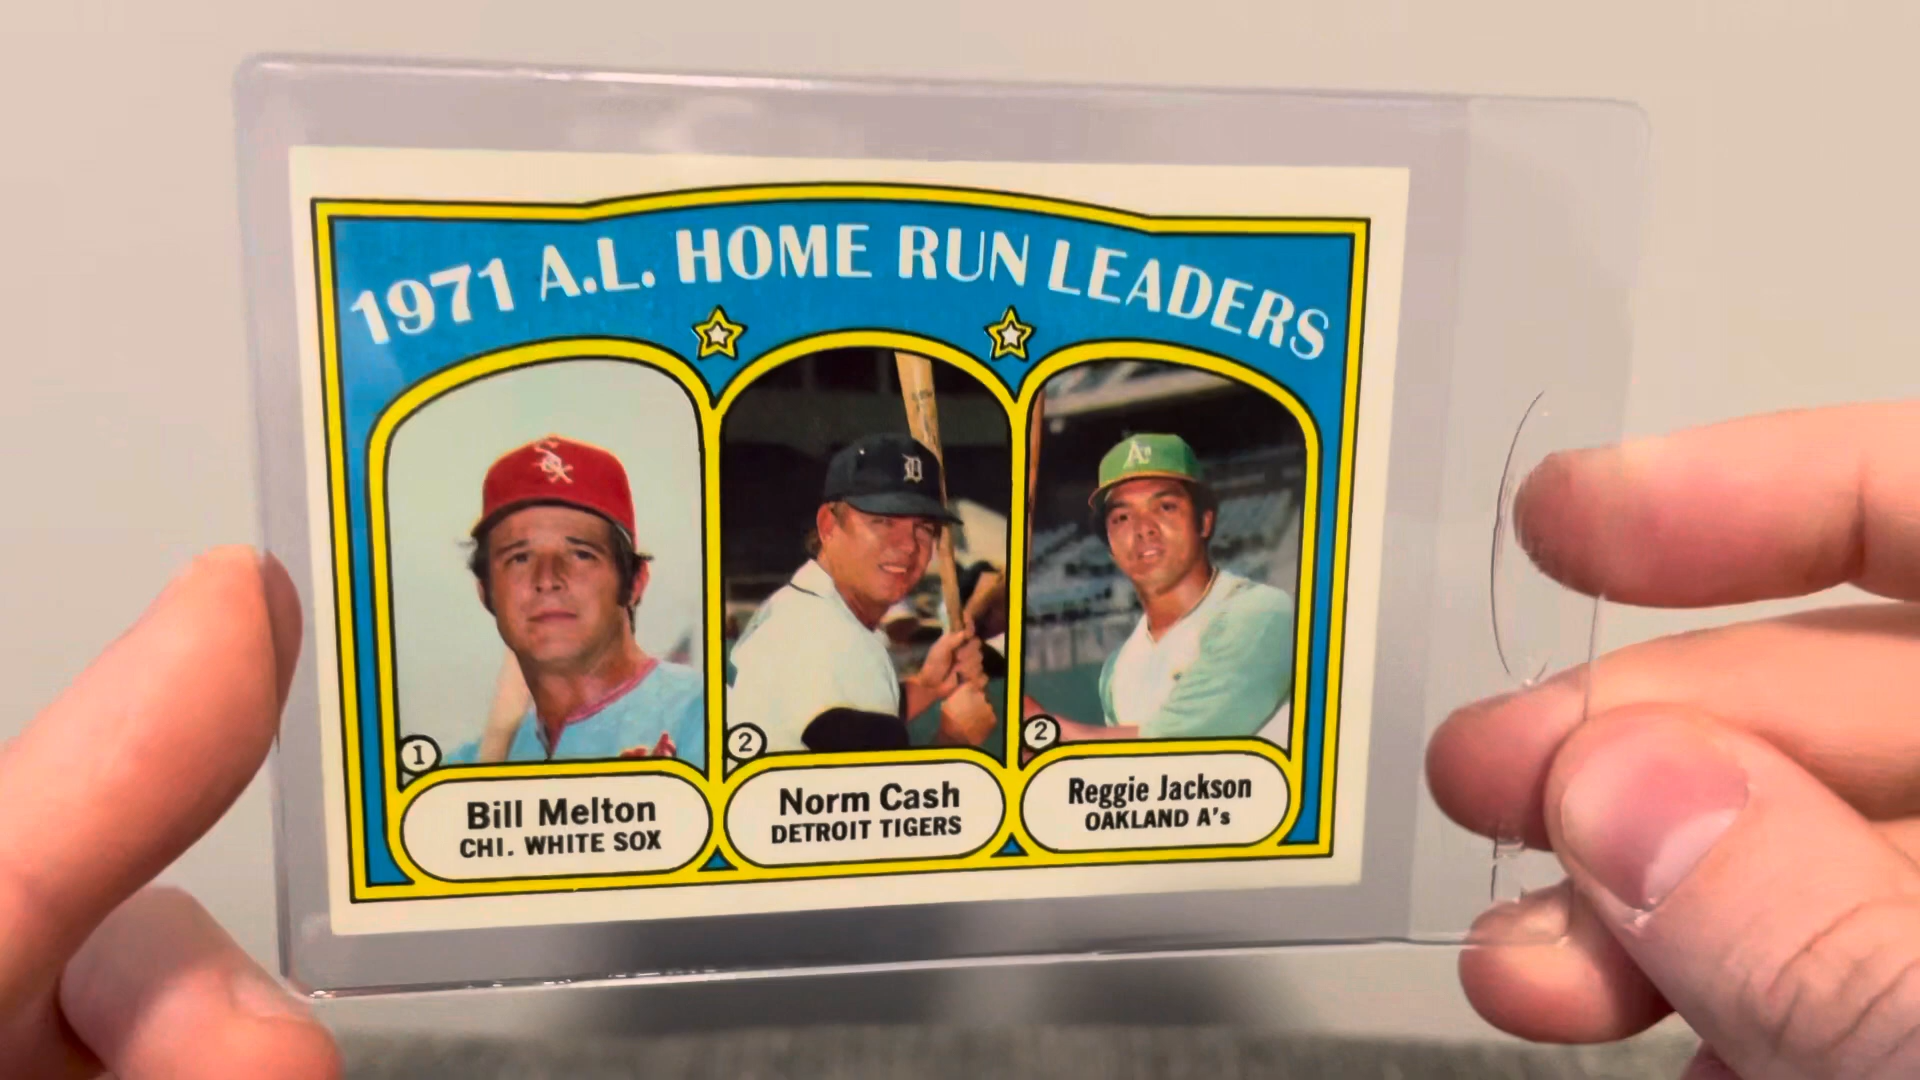 1971 A.L. HOME RUN LEADERS
1
2
2
Bill Melton
CHI. WHITE SOX
Norm Cash
DETROIT TIGERS
Reggie Jackson
OAKLAND A's
SOX
D
A's